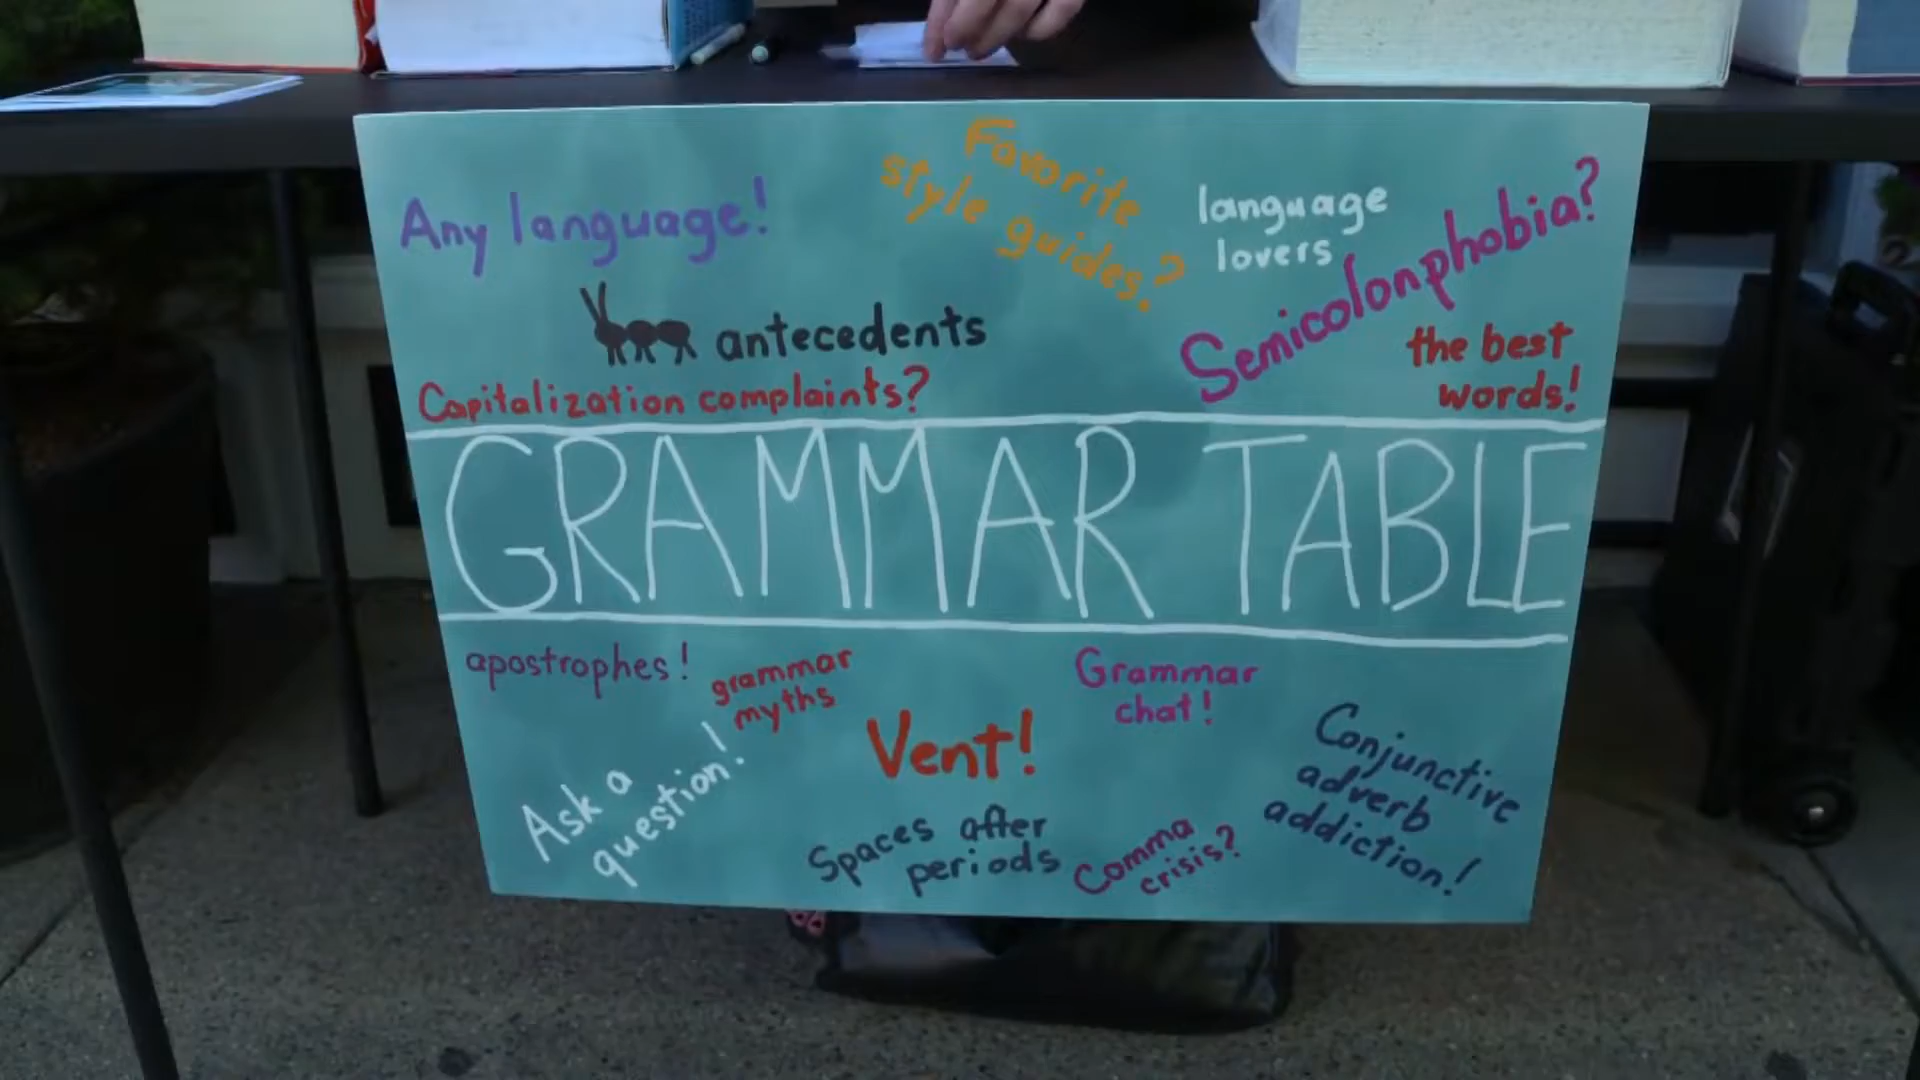 Any language!
Favorite
style guides?
language
lovers
Semicolonphobia?
antecedents
the best
words!
Capitalization complaints?
GRAMMAR TABLE
apostrophes!
grammar
myths
Grammar
chat!
Vent!
Conjunctive
adverb
addiction!
Ask a
question!
Spaces after
periods
Comma
crisis?